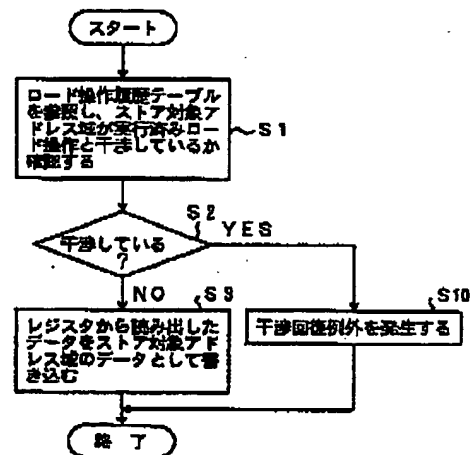 スタート
ロード操作履歴テーブル
を参照し、ストア対象ア
ドレス域が実行済みロー
ド操作と干渉しているか
確認する
S1
S2
干渉している
?
YES
NO
S3
S10
レジスタから読み出した
データをストア対象アド
レス域のデータとして書
き込む
干渉回復例外を発生する
終了